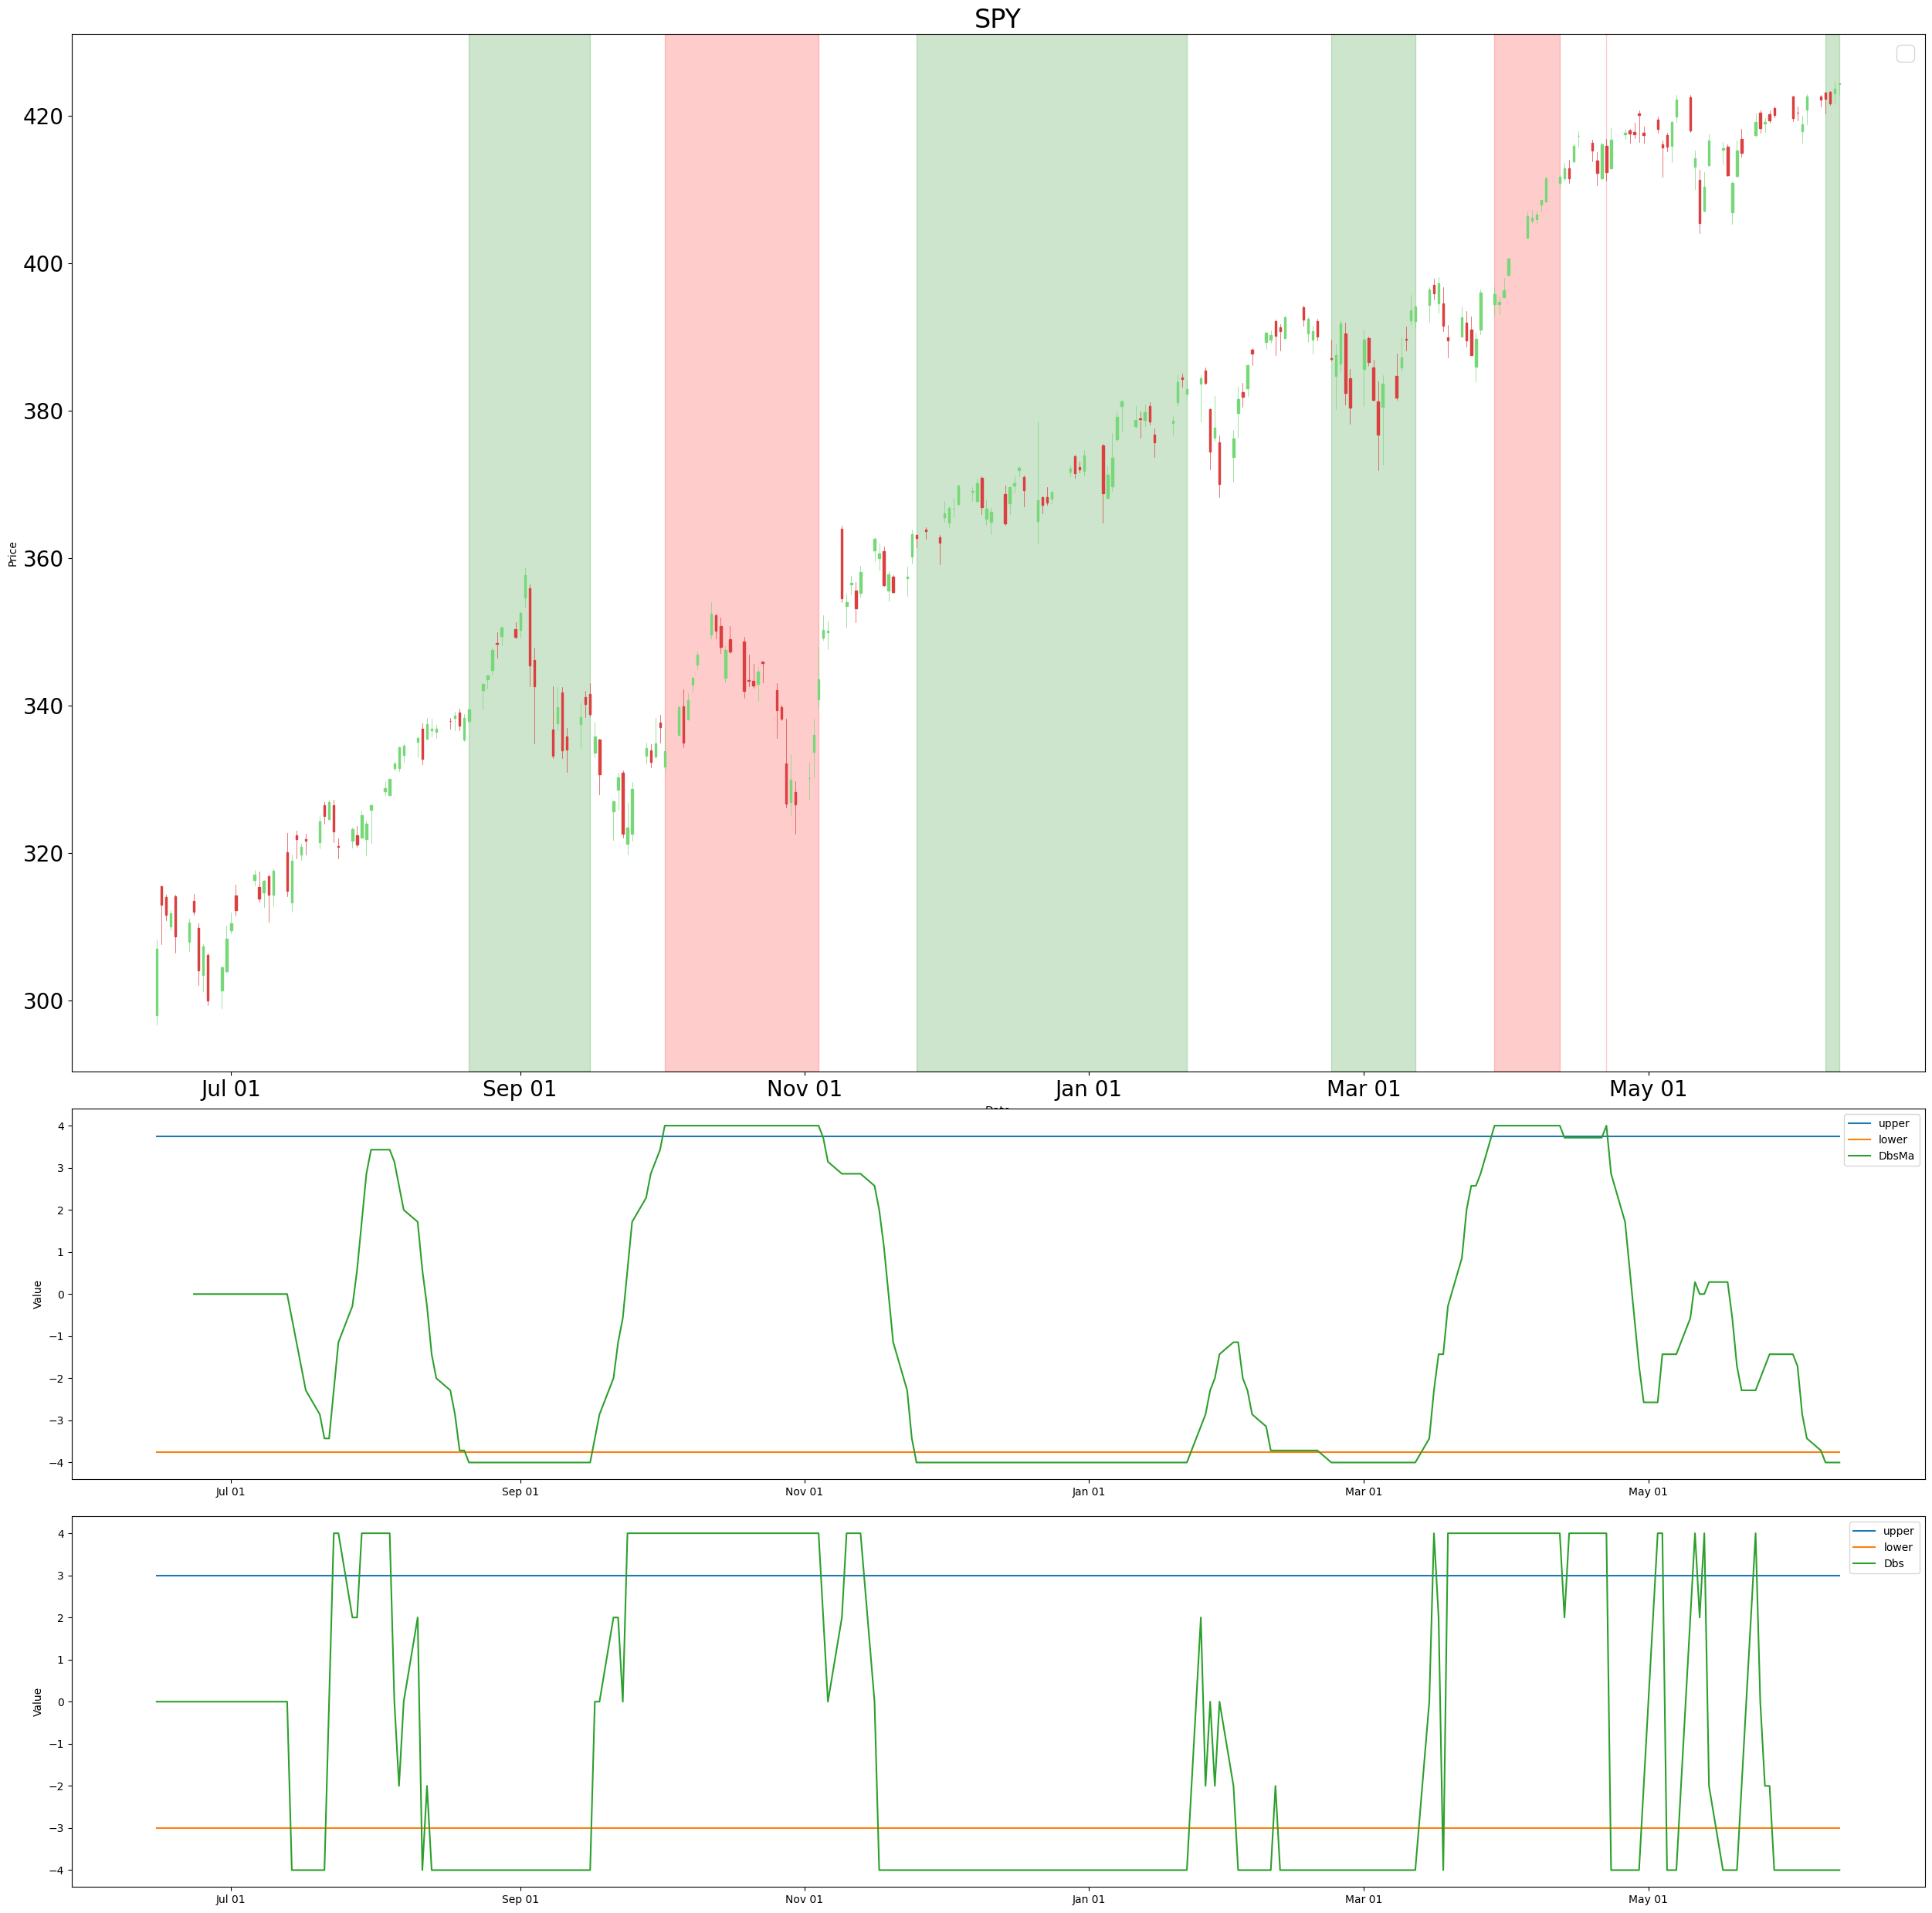 SPY
Price
420
400
380
360
340
320
300
Jul 01 Sep 01 Nov 01 Jan 01 Mar 01 May 01
Date
Value
4
3
2
1
0
−1
−2
−3
−4
upper
lower
DbsMa
Jul 01 Sep 01 Nov 01 Jan 01 Mar 01 May 01
Value
4
3
2
1
0
−1
−2
−3
−4
upper
lower
Dbs
Jul 01 Sep 01 Nov 01 Jan 01 Mar 01 May 01